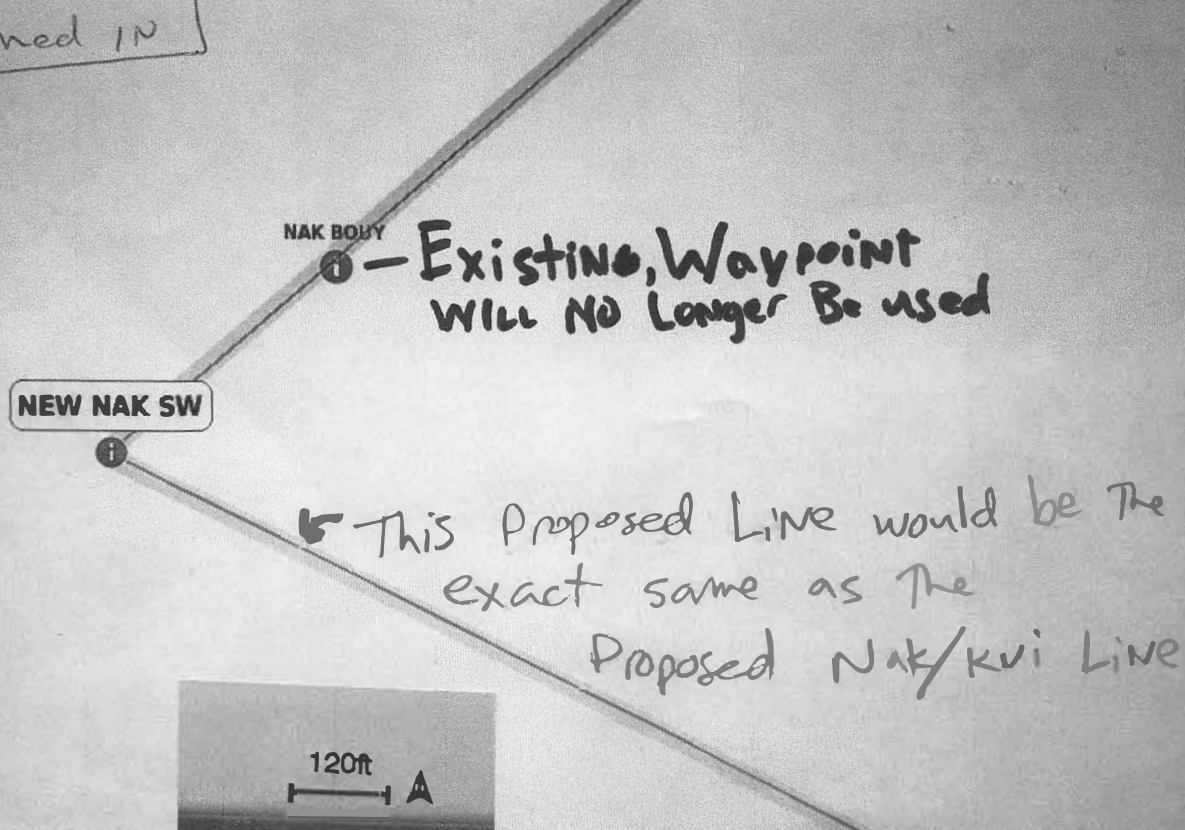 IN
NAK BOUY
— Existing, Waypoint
WILL NO Longer Be used
NEW NAK SW
This Proposed Line would be The
exact same as The
Proposed Nak/kvi Line
120ft